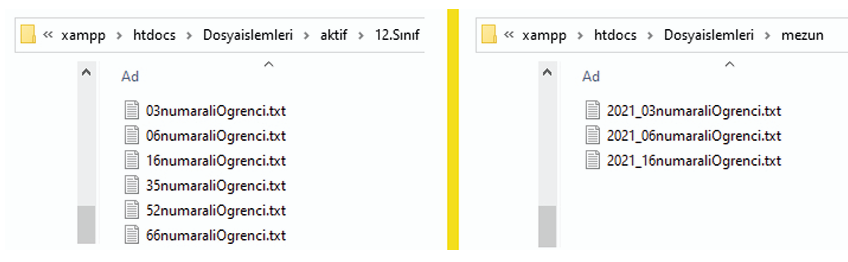 « xampp > htdocs > Dosyaislemleri > aktif > 12.Sınıf
Ad
03numaraliOgrenci.txt
06numaraliOgrenci.txt
16numaraliOgrenci.txt
35numaraliOgrenci.txt
52numaraliOgrenci.txt
66numaraliOgrenci.txt
« xampp > htdocs > Dosyaislemleri > mezun
Ad
2021_03numaraliOgrenci.txt
2021_06numaraliOgrenci.txt
2021_16numaraliOgrenci.txt